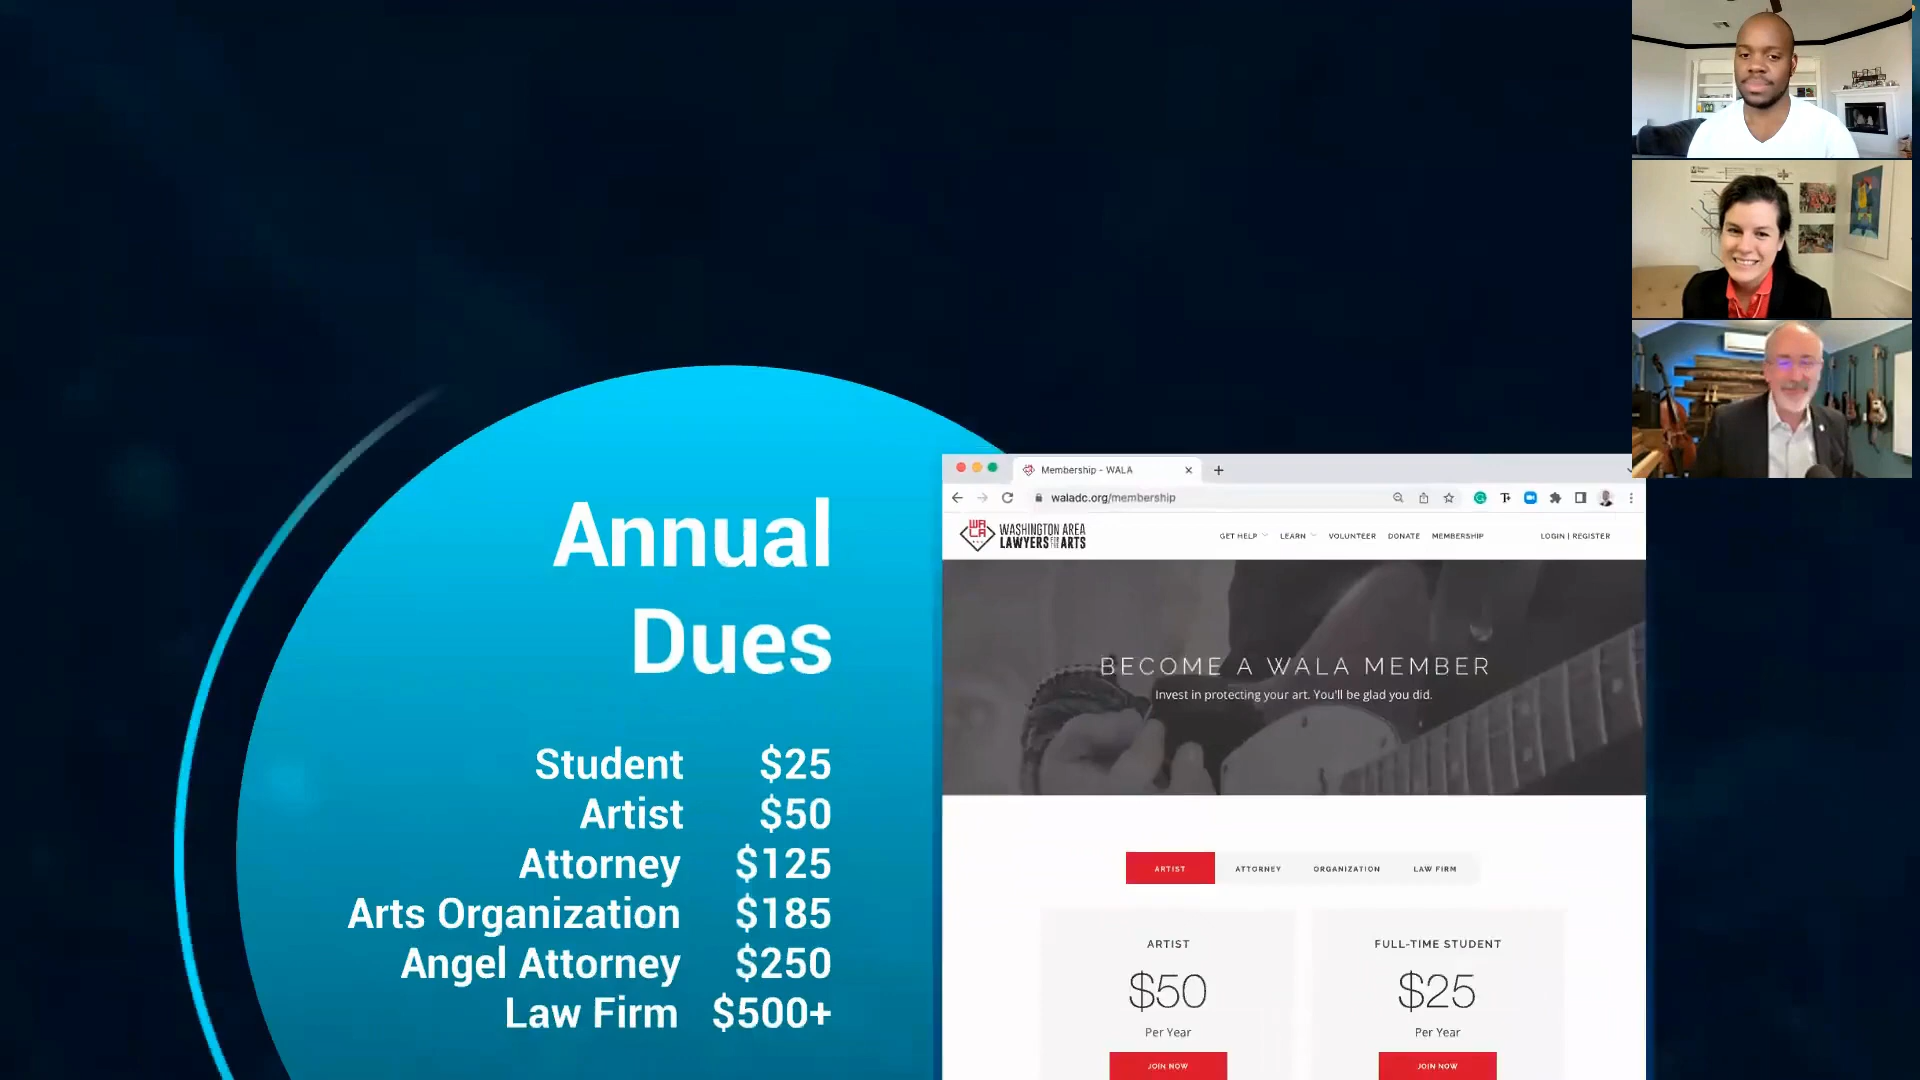 Annual
Dues
Student $25
Artist $50
Attorney $125
Arts Organization $185
Angel Attorney $250
Law Firm $500+
Membership - WALA
waladc.org/membership
WALA
WASHINGTON AREA
LAWYERS FOR THE ARTS
GET HELP LEARN VOLUNTEER DONATE MEMBERSHIP LOGIN | REGISTER
BECOME A WALA MEMBER
Invest in protecting your art. You'll be glad you did.
ARTIST ATTORNEY ORGANIZATION LAW FIRM
ARTIST
$50
Per Year
JOIN NOW
FULL-TIME STUDENT
$25
Per Year
JOIN NOW